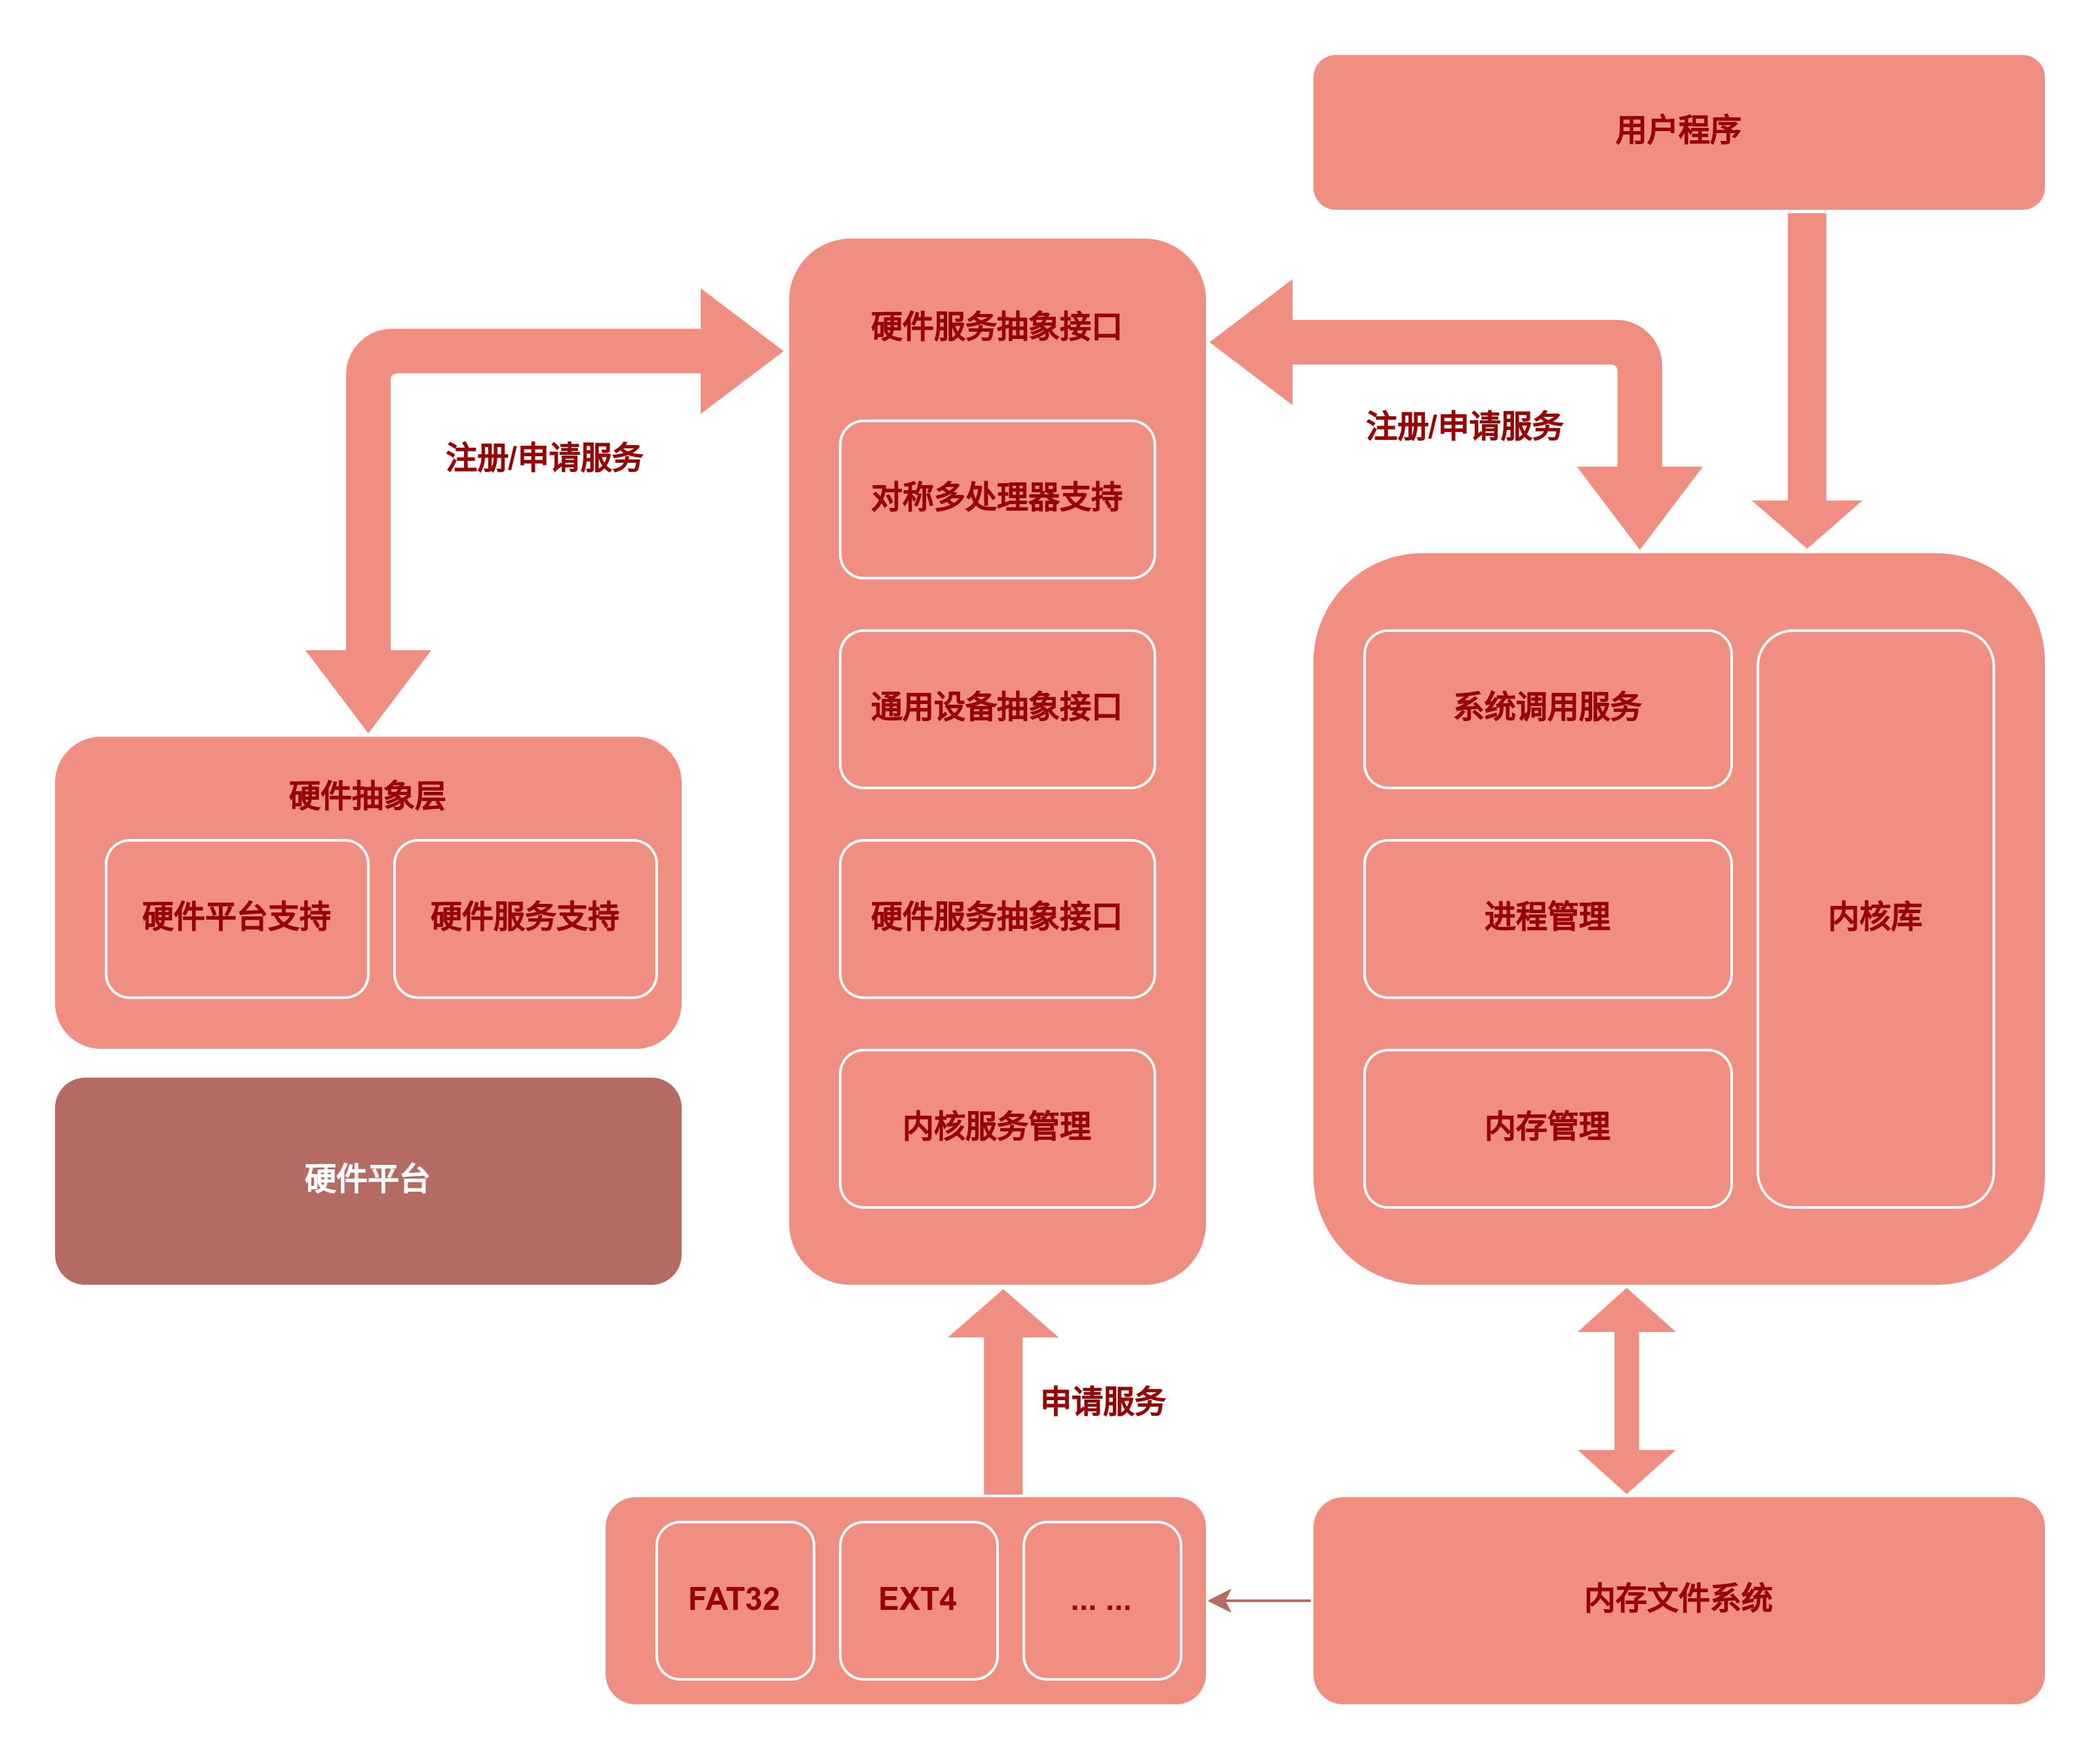 用户程序
硬件服务抽象接口
注册/申请服务
注册/申请服务
对称多处理器支持
通用设备抽象接口
系统调用服务
硬件抽象层
硬件平台支持
硬件服务支持
硬件服务抽象接口
进程管理
内核库
内核服务管理
内存管理
硬件平台
申请服务
FAT32
EXT4
... ...
内存文件系统